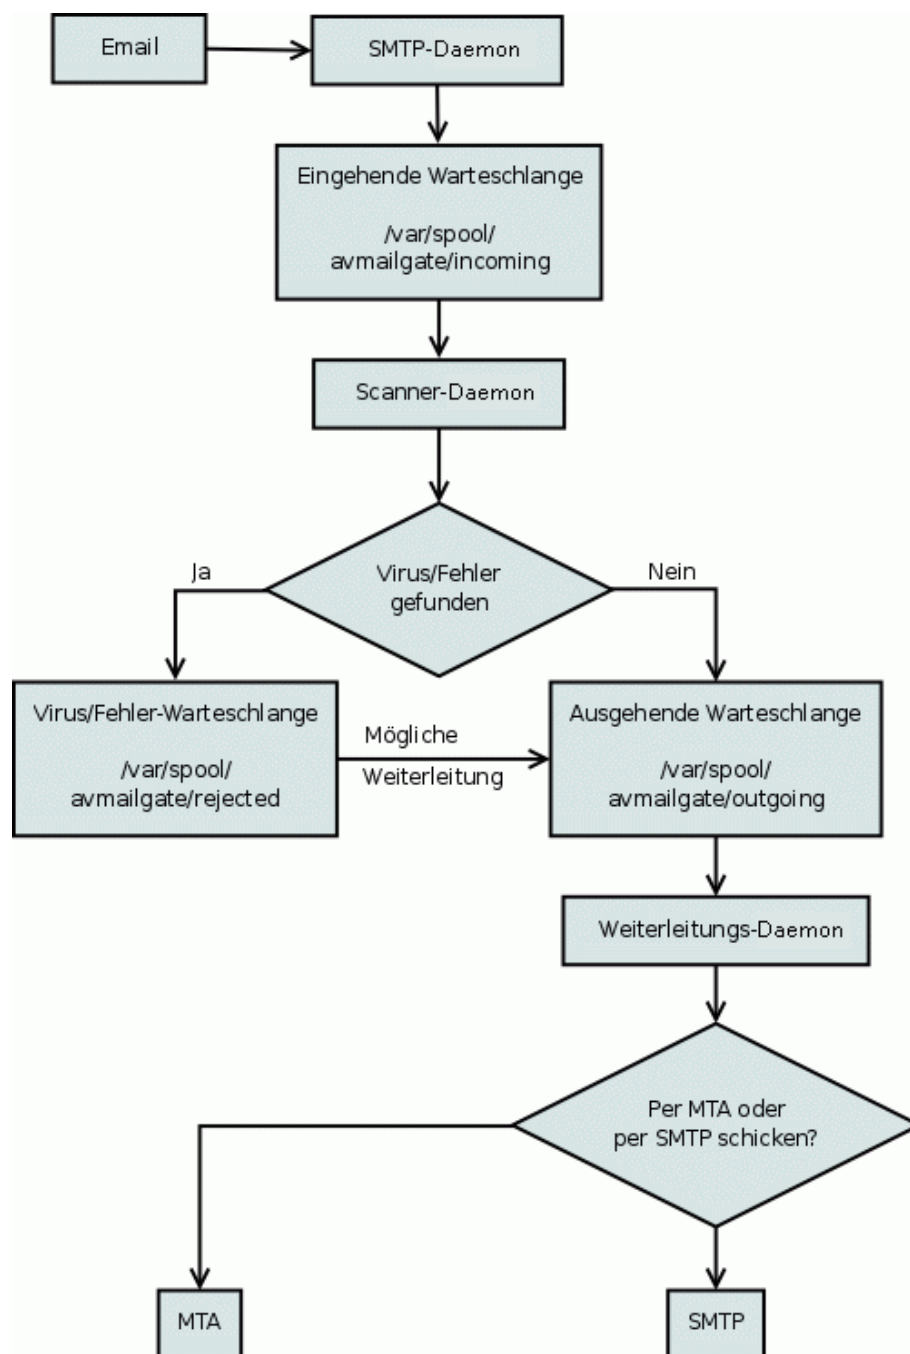 Email
SMTP-Daemon
Eingehende Warteschlange
/var/spool/
avmailgate/incoming
Scanner-Daemon
Virus/Fehler
gefunden
Ja
Nein
Virus/Fehler-Warteschlange
/var/spool/
avmailgate/rejected
Mögliche
Weiterleitung
Ausgehende Warteschlange
/var/spool/
avmailgate/outgoing
Weiterleitungs-Daemon
Per MTA oder
per SMTP schicken?
MTA
SMTP